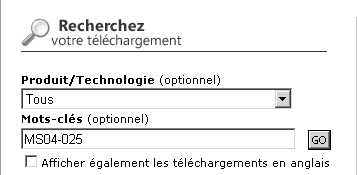 Recherchez
votre téléchargement
Produit/Technologie (optionnel)
Tous
Mots-clés (optionnel)
MS04-025
GO
Afficher également les téléchargements en anglais